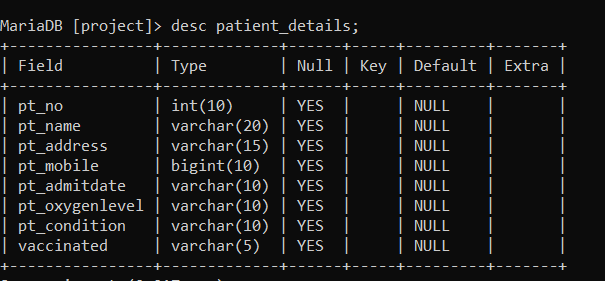 MariaDB [project]> desc patient_details;
+----------------+-------------+------+-----+---------+-------+
| Field          | Type        | Null | Key | Default | Extra |
+----------------+-------------+------+-----+---------+-------+
| pt_no          | int(10)     | YES  |     | NULL    |       |
| pt_name        | varchar(20) | YES  |     | NULL    |       |
| pt_address     | varchar(15) | YES  |     | NULL    |       |
| pt_mobile      | bigint(10)  | YES  |     | NULL    |       |
| pt_admitdate   | varchar(10) | YES  |     | NULL    |       |
| pt_oxygenlevel | varchar(10) | YES  |     | NULL    |       |
| pt_condition   | varchar(10) | YES  |     | NULL    |       |
| vaccinated     | varchar(5)  | YES  |     | NULL    |       |
+----------------+-------------+------+-----+---------+-------+